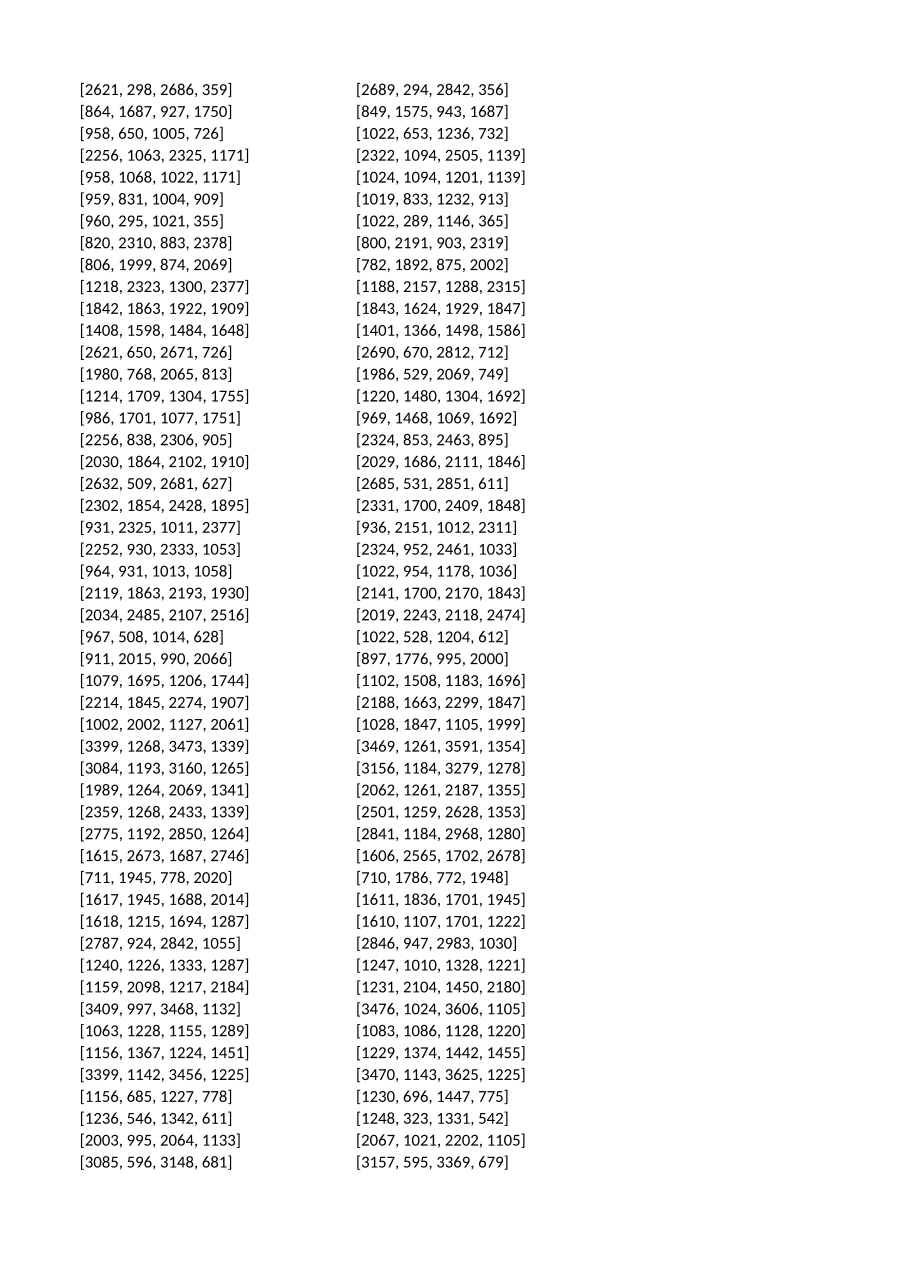 [2621, 298, 2686, 359] [2689, 294, 2842, 356]
[864, 1687, 927, 1750] [849, 1575, 943, 1687]
[958, 650, 1005, 726] [1022, 653, 1236, 732]
[2256, 1063, 2325, 1171] [2322, 1094, 2505, 1139]
[958, 1068, 1022, 1171] [1024, 1094, 1201, 1139]
[959, 831, 1004, 909] [1019, 833, 1232, 913]
[960, 295, 1021, 355] [1022, 289, 1146, 365]
[820, 2310, 883, 2378] [800, 2191, 903, 2319]
[806, 1999, 874, 2069] [782, 1892, 875, 2002]
[1218, 2323, 1300, 2377] [1188, 2157, 1288, 2315]
[1842, 1863, 1922, 1909] [1843, 1624, 1929, 1847]
[1408, 1598, 1484, 1648] [1401, 1366, 1498, 1586]
[2621, 650, 2671, 726] [2690, 670, 2812, 712]
[1980, 768, 2065, 813] [1986, 529, 2069, 749]
[1214, 1709, 1304, 1755] [1220, 1480, 1304, 1692]
[986, 1701, 1077, 1751] [969, 1468, 1069, 1692]
[2256, 838, 2306, 905] [2324, 853, 2463, 895]
[2030, 1864, 2102, 1910] [2029, 1686, 2111, 1846]
[2632, 509, 2681, 627] [2685, 531, 2851, 611]
[2302, 1854, 2428, 1895] [2331, 1700, 2409, 1848]
[931, 2325, 1011, 2377] [936, 2151, 1012, 2311]
[2252, 930, 2333, 1053] [2324, 952, 2461, 1033]
[964, 931, 1013, 1058] [1022, 954, 1178, 1036]
[2119, 1863, 2193, 1930] [2141, 1700, 2170, 1843]
[2034, 2485, 2107, 2516] [2019, 2243, 2118, 2474]
[967, 508, 1014, 628] [1022, 528, 1204, 612]
[911, 2015, 990, 2066] [897, 1776, 995, 2000]
[1079, 1695, 1206, 1744] [1102, 1508, 1183, 1696]
[2214, 1845, 2274, 1907] [2188, 1663, 2299, 1847]
[1002, 2002, 1127, 2061] [1028, 1847, 1105, 1999]
[3399, 1268, 3473, 1339] [3469, 1261, 3591, 1354]
[3084, 1193, 3160, 1265] [3156, 1184, 3279, 1278]
[1989, 1264, 2069, 1341] [2062, 1261, 2187, 1355]
[2359, 1268, 2433, 1339] [2501, 1259, 2628, 1353]
[2775, 1192, 2850, 1264] [2841, 1184, 2968, 1280]
[1615, 2673, 1687, 2746] [1606, 2565, 1702, 2678]
[711, 1945, 778, 2020] [710, 1786, 772, 1948]
[1617, 1945, 1688, 2014] [1611, 1836, 1701, 1945]
[1618, 1215, 1694, 1287] [1610, 1107, 1701, 1222]
[2787, 924, 2842, 1055] [2846, 947, 2983, 1030]
[1240, 1226, 1333, 1287] [1247, 1010, 1328, 1221]
[1159, 2098, 1217, 2184] [1231, 2104, 1450, 2180]
[3409, 997, 3468, 1132] [3476, 1024, 3606, 1105]
[1063, 1228, 1155, 1289] [1083, 1086, 1128, 1220]
[1156, 1367, 1224, 1451] [1229, 1374, 1442, 1455]
[3399, 1142, 3456, 1225] [3470, 1143, 3625, 1225]
[1156, 685, 1227, 778] [1230, 696, 1447, 775]
[1236, 546, 1342, 611] [1248, 323, 1331, 542]
[2003, 995, 2064, 1133] [2067, 1021, 2202, 1105]
[3085, 596, 3148, 681] [3157, 595, 3369, 679]